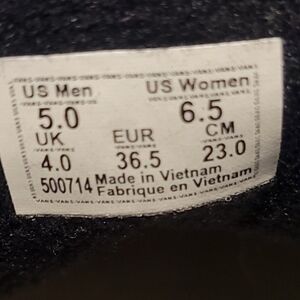 US Men US Women
5.0 6.5
UK EUR CM
4.0 36.5 23.0
500714 Made in Vietnam
Fabrique en Vietnam